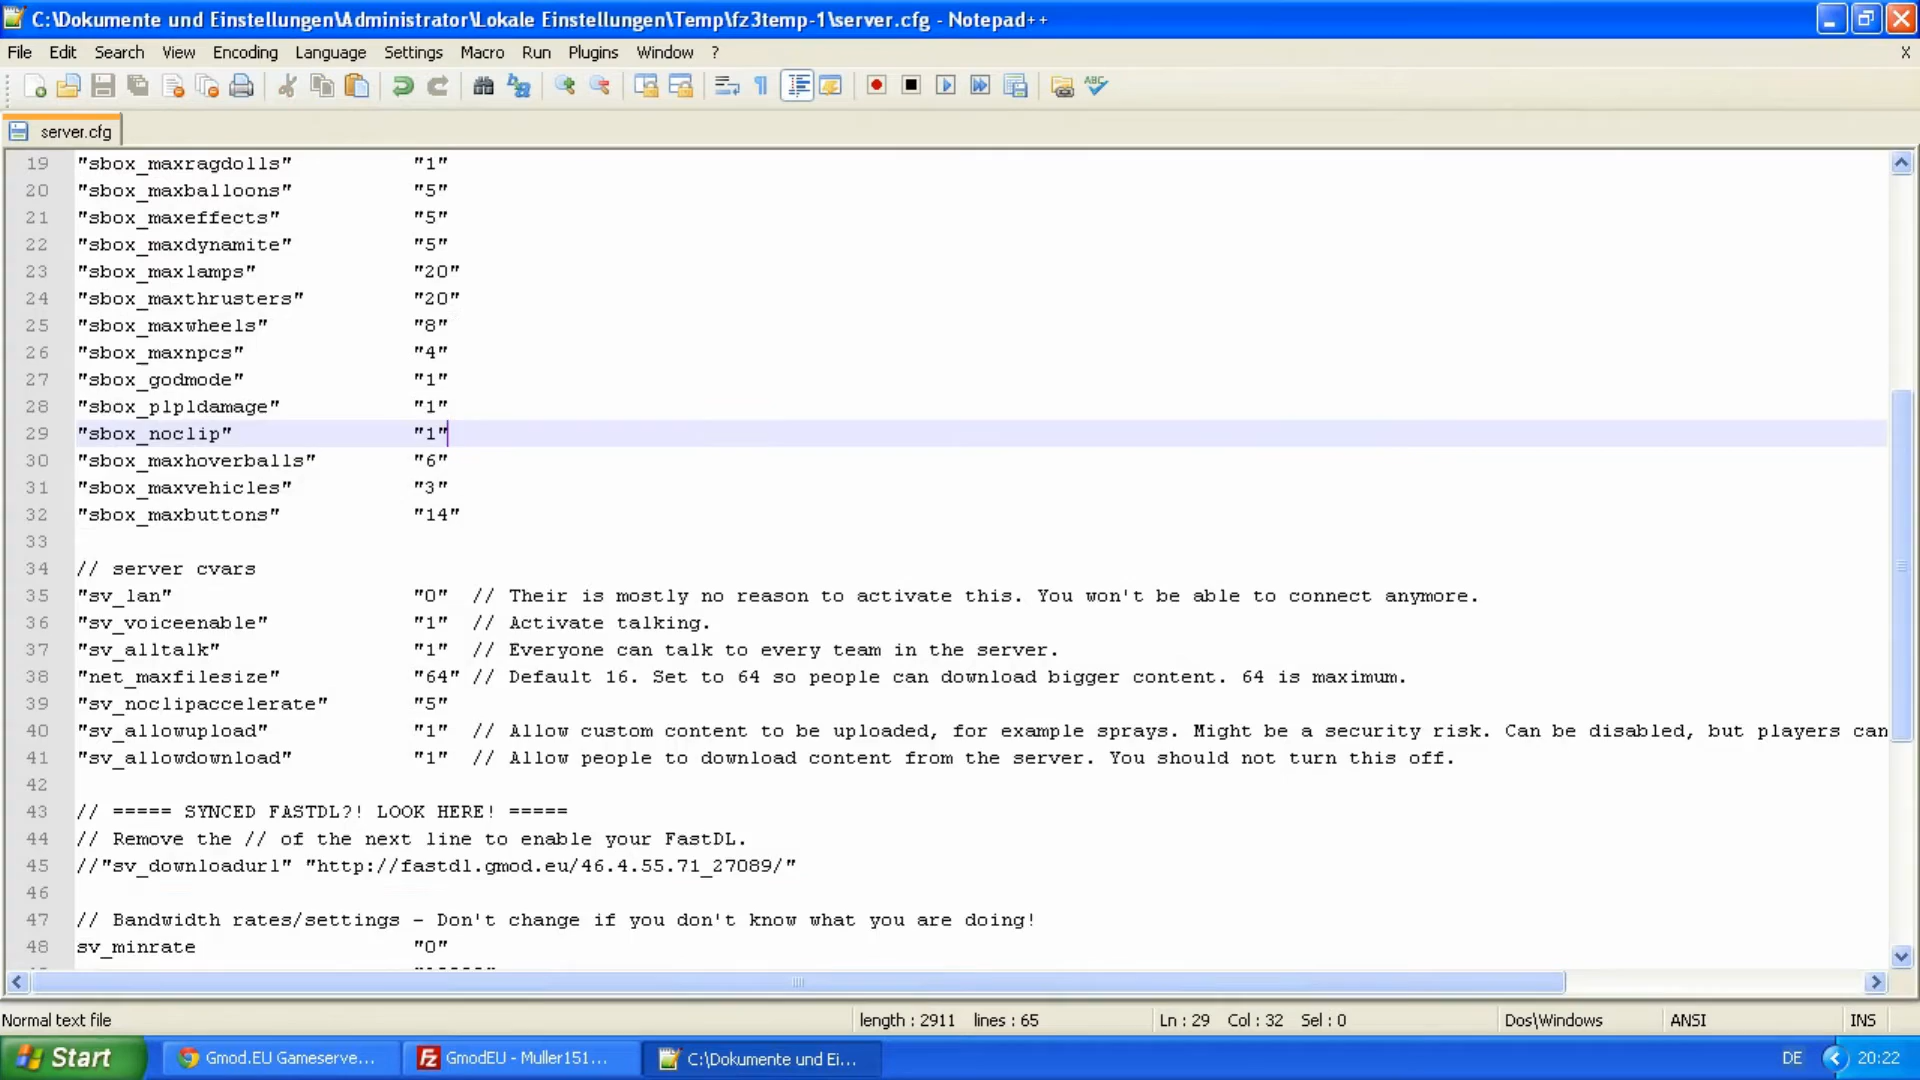 C:\Dokumente und Einstellungen\Administrator\Lokale Einstellungen\Temp\fz3temp-1\server.cfg - Notepad++
File Edit Search View Encoding Language Settings Macro Run Plugins Window ? X
server.cfg
19 "sbox_maxragdolls" "1"
20 "sbox_maxballoons" "5"
21 "sbox_maxeffects" "5"
22 "sbox_maxdynamite" "5"
23 "sbox_maxlamps" "20"
24 "sbox_maxthrusters" "20"
25 "sbox_maxwheels" "8"
26 "sbox_maxnpcs" "4"
27 "sbox_godmode" "1"
28 "sbox_plpldamage" "1"
29 "sbox_noclip" "1"
30 "sbox_maxhoverballs" "6"
31 "sbox_maxvehicles" "3"
32 "sbox_maxbuttons" "14"
33
34 // server cvars
35 "sv_lan" "0" // Their is mostly no reason to activate this. You won't be able to connect anymore.
36 "sv_voiceenable" "1" // Activate talking.
37 "sv_alltalk" "1" // Everyone can talk to every team in the server.
38 "net_maxfilesize" "64" // Default 16. Set to 64 so people can download bigger content. 64 is maximum.
39 "sv_noclipaccelerate" "5"
40 "sv_allowupload" "1" // Allow custom content to be uploaded, for example sprays. Might be a security risk. Can be disabled, but players can
41 "sv_allowdownload" "1" // Allow people to download content from the server. You should not turn this off.
42
43 // ===== SYNCED FASTDL?! LOOK HERE! =====
44 // Remove the // of the next line to enable your FastDL.
45 //"sv_downloadurl" "http://fastdl.gmod.eu/46.4.55.71_27089/"
46
47 // Bandwidth rates/settings - Don't change if you don't know what you are doing!
48 sv_minrate "0"
Normal text file length : 2911 lines : 65 Ln : 29 Col : 32 Sel : 0 Dos\Windows ANSI INS
Start Gmod.EU Gameserve... GmodEU - Muller151... C:\Dokumente und Ei... DE 20:22